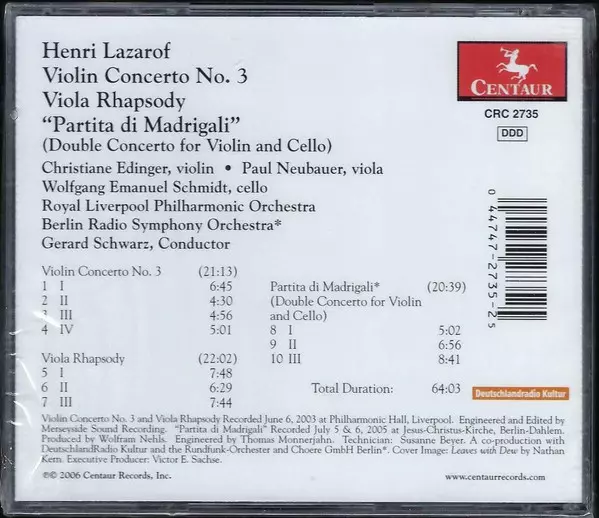 Henri Lazarof
Violin Concerto No. 3
Viola Rhapsody
“Partita di Madrigali”
(Double Concerto for Violin and Cello)
Christiane Edinger, violin • Paul Neubauer, viola
Wolfgang Emanuel Schmidt, cello
Royal Liverpool Philharmonic Orchestra
Berlin Radio Symphony Orchestra*
Gerard Schwarz, Conductor
CENTAUR
CRC 2735
DDD
0 44747-2735-2 5
Violin Concerto No. 3 (21:13)
1 I 6:45
2 II 4:30
3 III 4:56
4 IV 5:01
Viola Rhapsody (22:02)
5 I 7:48
6 II 6:29
7 III 7:44
Partita di Madrigali* (20:39)
(Double Concerto for Violin
and Cello)
8 I 5:02
9 II 6:56
10 III 8:41
Total Duration: 64:03
Deutschlandradio Kultur
Violin Concerto No. 3 and Viola Rhapsody Recorded June 6, 2003 at Philharmonic Hall, Liverpool. Engineered and Edited by
Merseyside Sound Recording. “Partita di Madrigali” Recorded July 5 & 6, 2005 at Jesus-Christus-Kirche, Berlin-Dahlem.
Produced by Wolfram Nehls. Engineered by Thomas Monnerjahn. Technician: Susanne Beyer. A co-production with
DeutschlandRadio Kultur and the Rundfunk-Orchester and Choere GmbH Berlin*. Cover Image: Leaves with Dew by Nathan
Kern. Executive Producer: Victor E. Sachse.
℗© 2006 Centaur Records, Inc.
www.centaurrecords.com